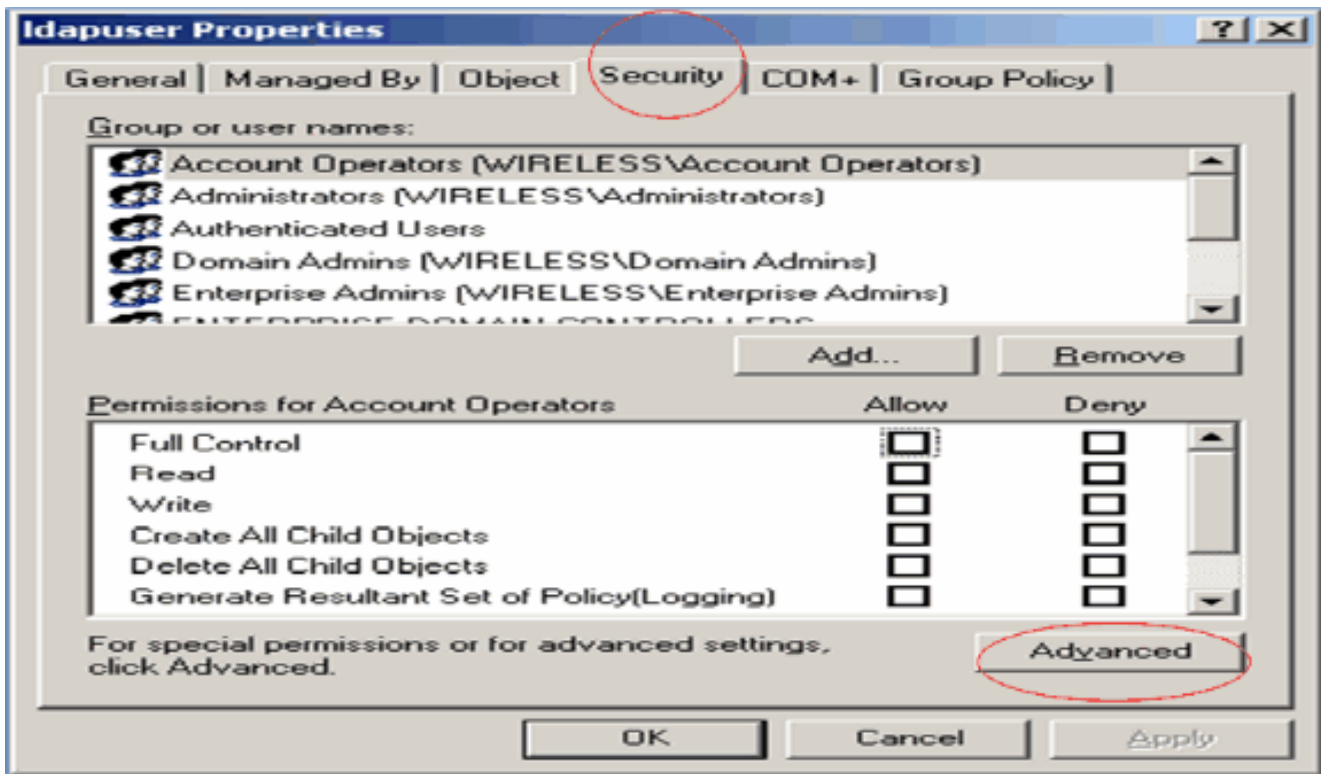 ldapuser Properties
General Managed By Object Security COM+ Group Policy
Group or user names:
Account Operators (WIRELESS\Account Operators)
Administrators (WIRELESS\Administrators)
Authenticated Users
Domain Admins (WIRELESS\Domain Admins)
Enterprise Admins (WIRELESS\Enterprise Admins)
ENTERPRISE DOMAIN CONTROLLERS
Add... Remove
Permissions for Account Operators Allow Deny
Full Control
Read
Write
Create All Child Objects
Delete All Child Objects
Generate Resultant Set of Policy(Logging)
For special permissions or for advanced settings,
click Advanced.
Advanced
OK Cancel Apply